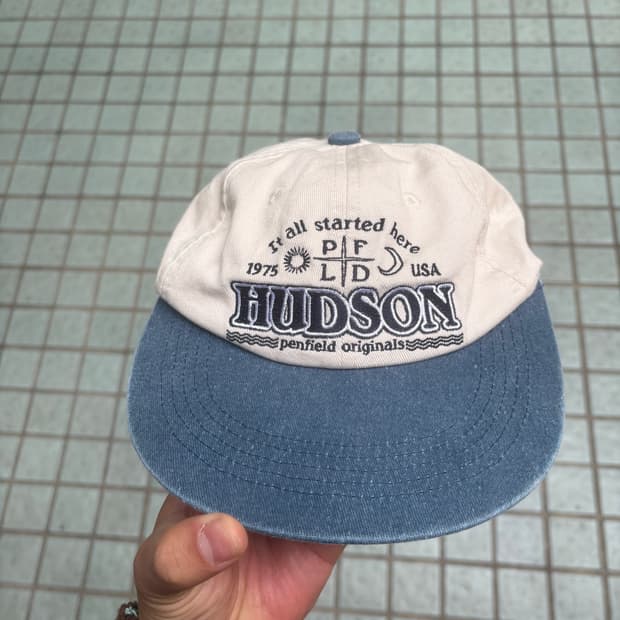 It all started here
P F
1975 L D USA
HUDSON
penfield originals